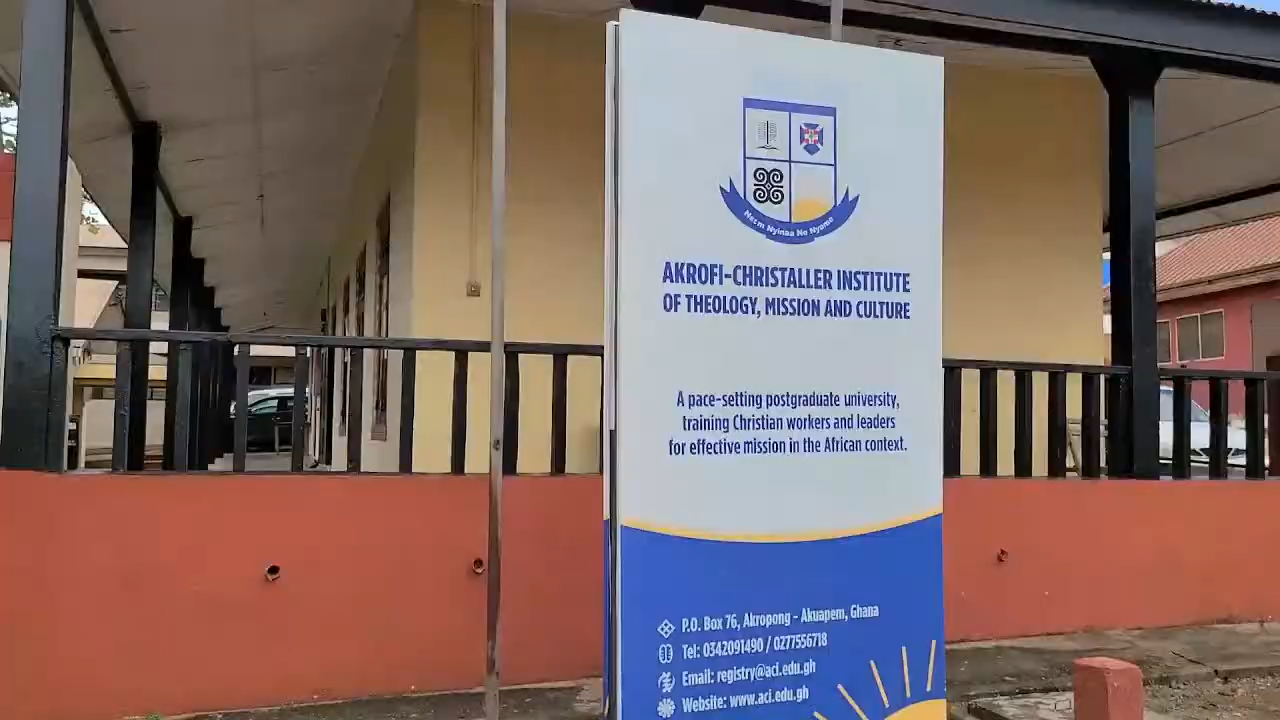 Neɛma Nyinaa Ne Nyame
AKROFI-CHRISTALLER INSTITUTE
OF THEOLOGY, MISSION AND CULTURE
A pace-setting postgraduate university,
training Christian workers and leaders
for effective mission in the African context.
P.O. Box 76, Akropong - Akuapem, Ghana
Tel: 0342091490 / 0277556718
Email: registry@aci.edu.gh
Website: www.aci.edu.gh